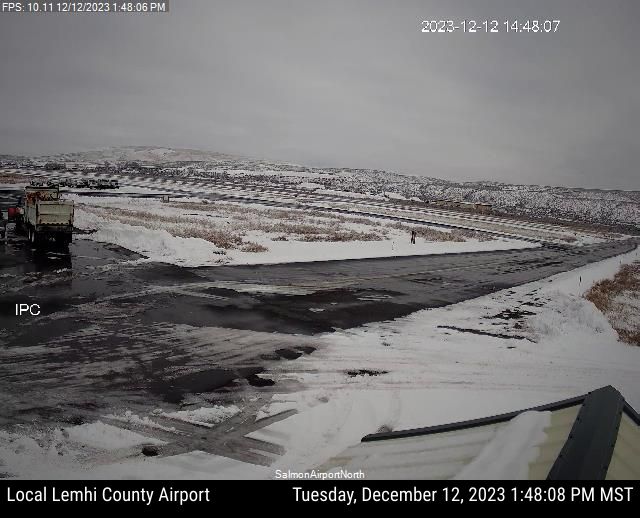 FPS: 10.11 12/12/2023 1:48:06 PM
2023-12-12 14:48:07
IPC
SalmonAirportNorth
Local Lemhi County Airport
Tuesday, December 12, 2023 1:48:08 PM MST